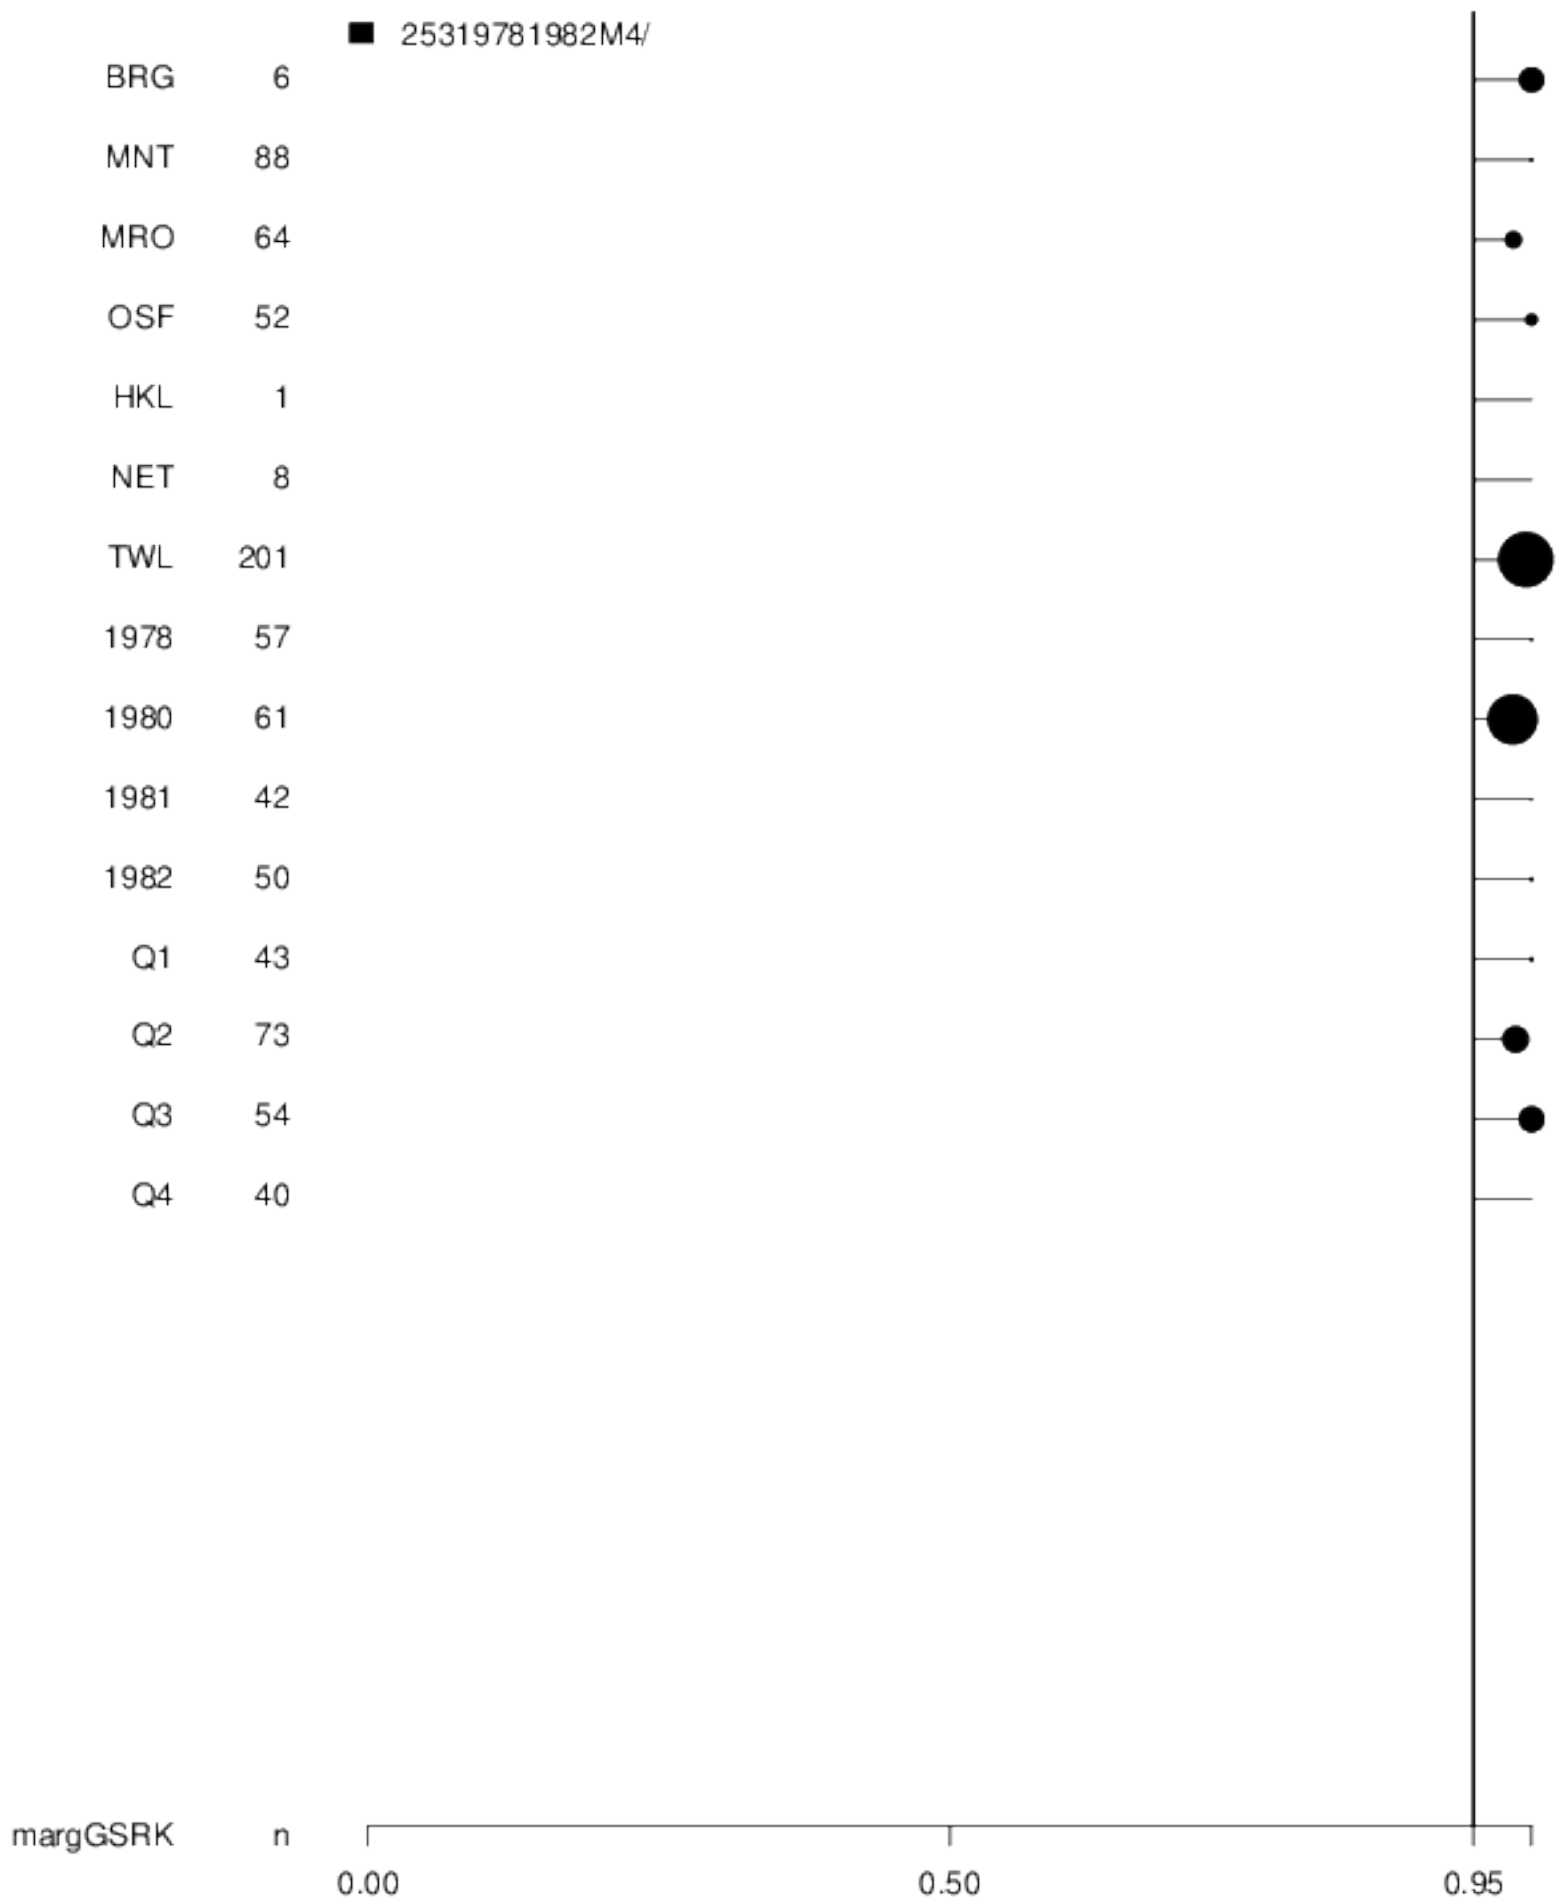 25319781982M4/
BRG 6
MNT 88
MRO 64
OSF 52
HKL 1
NET 8
TWL 201
1978 57
1980 61
1981 42
1982 50
Q1 43
Q2 73
Q3 54
Q4 40
margGSRK n
0.00 0.50 0.95